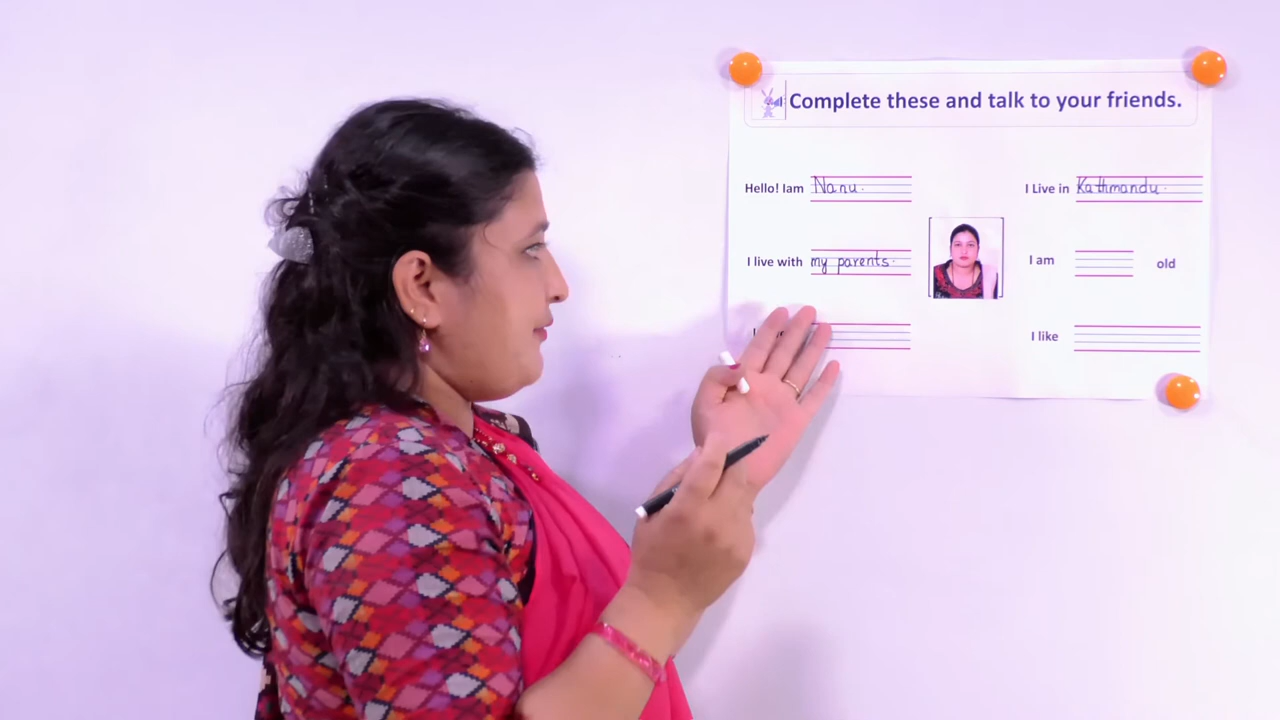 Complete these and talk to your friends.
Hello! Iam Nanu.
I Live in Kathmandu.
I live with my parents.
I am old
I
I like